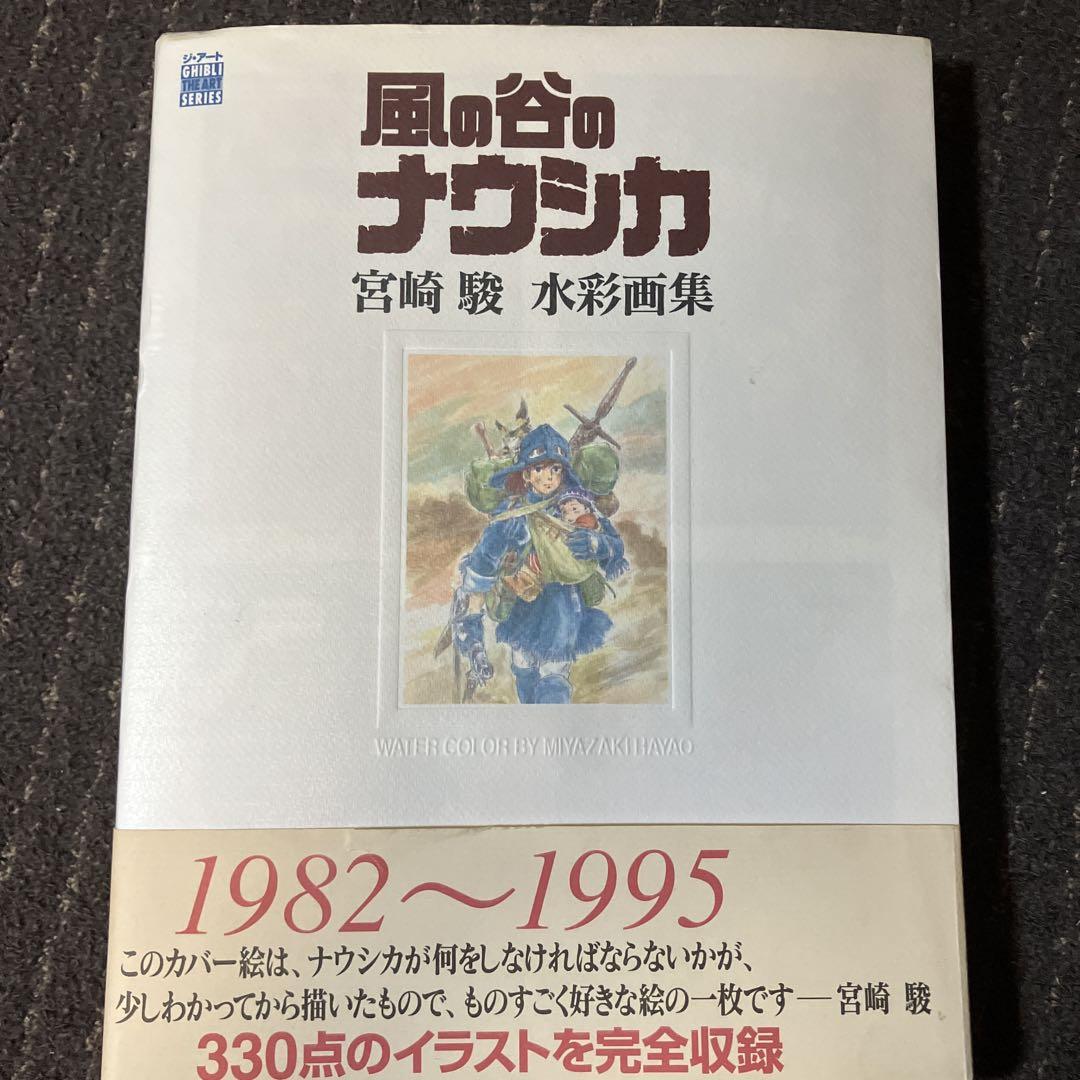 ジ・アート
GHIBLI
THE ART
SERIES
風の谷の
ナウシカ
宮崎 駿 水彩画集
WATER COLOR BY MIYAZAKI HAYAO
1982〜1995
このカバー絵は、ナウシカが何をしなければならないかが、
少しわかってから描いたもので、ものすごく好きな絵の一枚です―宮崎 駿
330点のイラストを完全収録